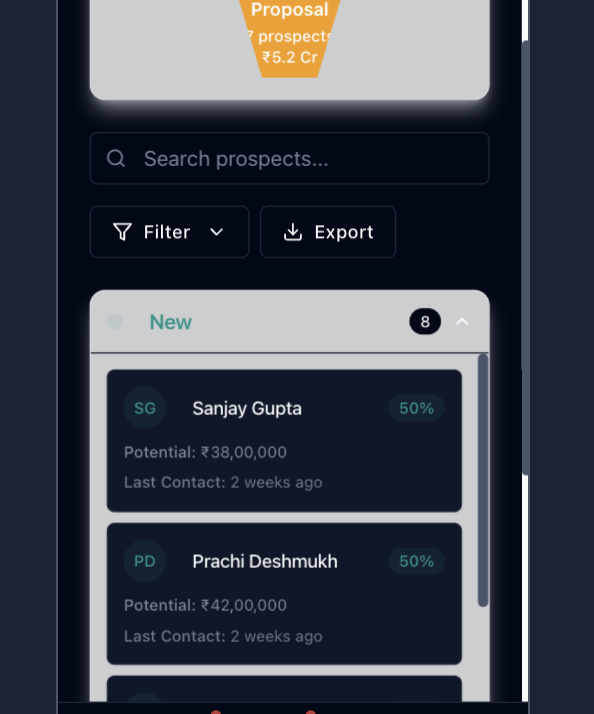 Proposal
7 prospects
₹5.2 Cr
Search prospects...
Filter
Export
New
8
SG
Sanjay Gupta
50%
Potential: ₹38,00,000
Last Contact: 2 weeks ago
PD
Prachi Deshmukh
50%
Potential: ₹42,00,000
Last Contact: 2 weeks ago